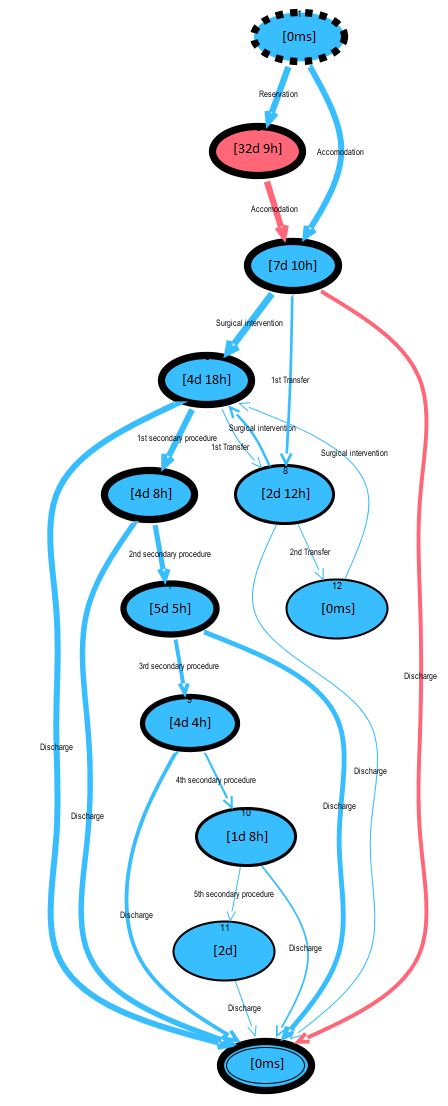 1
[0ms]
Reservation
Accomodation
[32d 9h]
Accomodation
[7d 10h]
Surgical intervention
1st Transfer
[4d 18h]
Surgical intervention
1st secondary procedure
1st Transfer
Surgical intervention
8
[4d 8h]
[2d 12h]
2nd secondary procedure
2nd Transfer
12
[5d 5h]
[0ms]
3rd secondary procedure
Discharge
9
[4d 4h]
Discharge
Discharge
4th secondary procedure
Discharge
10
Discharge
[1d 8h]
5th secondary procedure
Discharge
11
Discharge
[2d]
Discharge
[0ms]